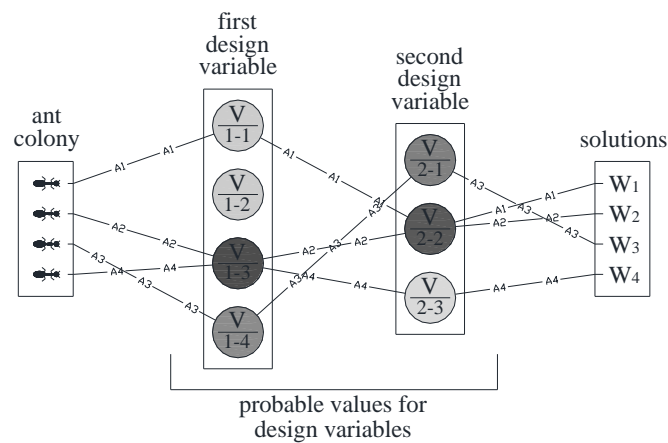 first
design
variable
second
design
variable
ant
colony
solutions
V
1-1
V
1-2
V
1-3
V
1-4
V
2-1
V
2-2
V
2-3
A1
A1
A1
A1
A1
A2
A2
A2
A2
A2
A3
A3
A3
A3
A3
A3
A3
A4
A4
A4
A4
A4
W1
W2
W3
W4
probable values for
design variables